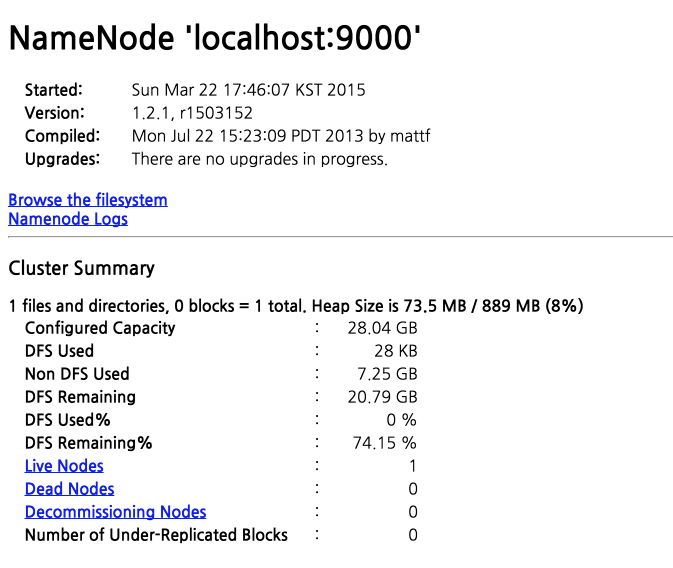 NameNode 'localhost:9000'
Started: Sun Mar 22 17:46:07 KST 2015
Version: 1.2.1, r1503152
Compiled: Mon Jul 22 15:23:09 PDT 2013 by mattf
Upgrades: There are no upgrades in progress.
Browse the filesystem
Namenode Logs
Cluster Summary
1 files and directories, 0 blocks = 1 total. Heap Size is 73.5 MB / 889 MB (8%)
Configured Capacity : 28.04 GB
DFS Used : 28 KB
Non DFS Used : 7.25 GB
DFS Remaining : 20.79 GB
DFS Used% : 0 %
DFS Remaining% : 74.15 %
Live Nodes : 1
Dead Nodes : 0
Decommissioning Nodes : 0
Number of Under-Replicated Blocks : 0